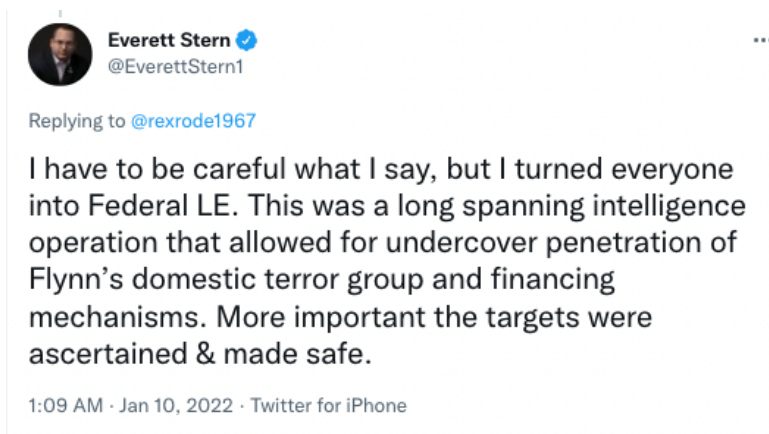 Everett Stern
@EverettStern1
Replying to @rexrode1967
I have to be careful what I say, but I turned everyone
into Federal LE. This was a long spanning intelligence
operation that allowed for undercover penetration of
Flynn's domestic terror group and financing
mechanisms. More important the targets were
ascertained & made safe.
1:09 AM · Jan 10, 2022 · Twitter for iPhone